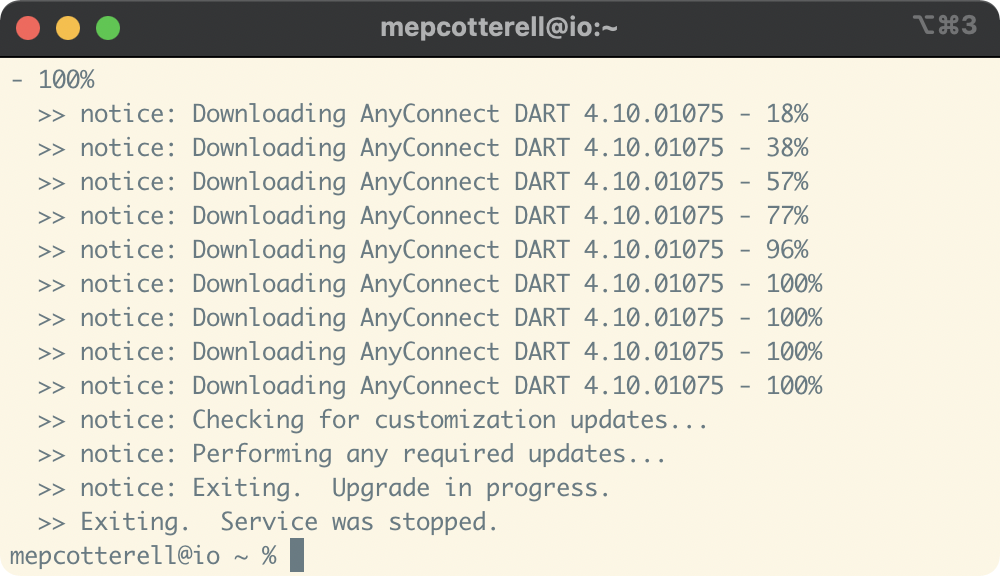 mepcotterell@io:~ ⌥⌘3
- 100%
  >> notice: Downloading AnyConnect DART 4.10.01075 - 18%
  >> notice: Downloading AnyConnect DART 4.10.01075 - 38%
  >> notice: Downloading AnyConnect DART 4.10.01075 - 57%
  >> notice: Downloading AnyConnect DART 4.10.01075 - 77%
  >> notice: Downloading AnyConnect DART 4.10.01075 - 96%
  >> notice: Downloading AnyConnect DART 4.10.01075 - 100%
  >> notice: Downloading AnyConnect DART 4.10.01075 - 100%
  >> notice: Downloading AnyConnect DART 4.10.01075 - 100%
  >> notice: Downloading AnyConnect DART 4.10.01075 - 100%
  >> notice: Checking for customization updates...
  >> notice: Performing any required updates...
  >> notice: Exiting.  Upgrade in progress.
  >> Exiting.  Service was stopped.
mepcotterell@io ~ %